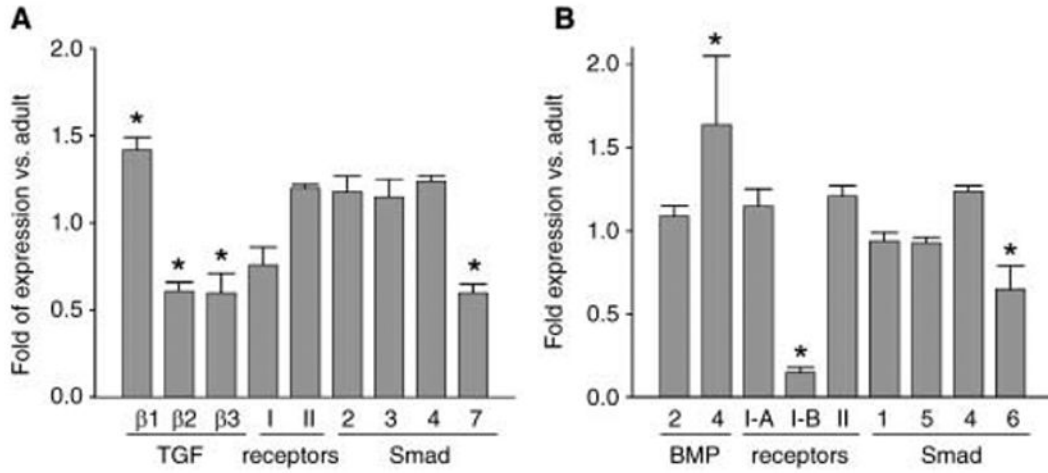 A
Fold of expression vs. adult
2.0
1.5
1.0
0.5
0.0
* * * *
β1 β2 β3 I II 2 3 4 7
TGF receptors Smad
B
Fold expression vs. adult
2.0
1.5
1.0
0.5
0.0
* * *
2 4 I-A I-B II 1 5 4 6
BMP receptors Smad